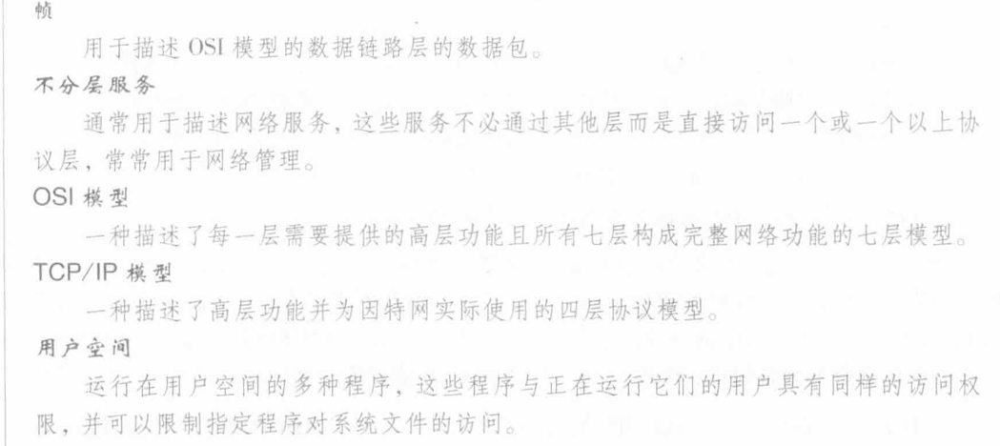 帧
用于描述 OSI 模型的数据链路层的数据包。
不分层服务
通常用于描述网络服务，这些服务不必通过其他层而是直接访问一个或一个以上协
议层，常常用于网络管理。
OSI 模型
一种描述了每一层需要提供的高层功能且所有七层构成完整网络功能的七层模型。
TCP/IP 模型
一种描述了高层功能并为因特网实际使用的四层协议模型。
用户空间
运行在用户空间的多种程序，这些程序与正在运行它们的用户具有同样的访问权
限，并可以限制指定程序对系统文件的访问。